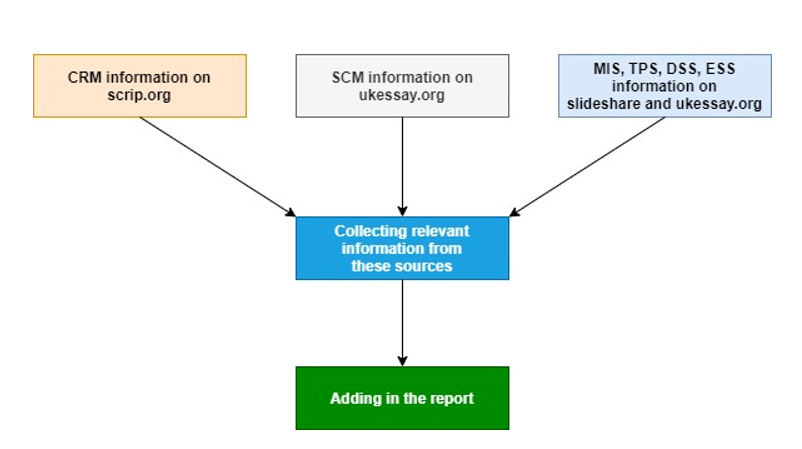 CRM information on
scrip.org
SCM information on
ukessay.org
MIS, TPS, DSS, ESS
information on
slideshare and ukessay.org
Collecting relevant
information from
these sources
Adding in the report